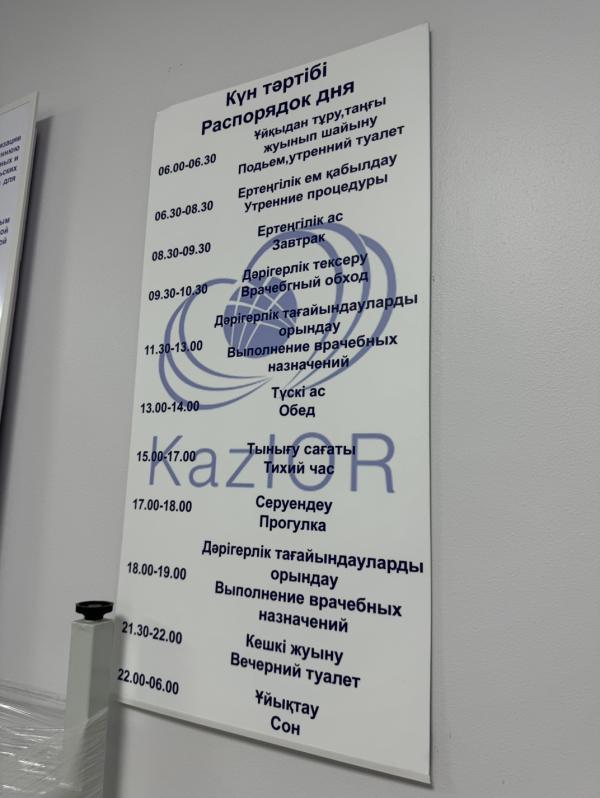 Күн тәртібі
Распорядок дня
06.00-06.30 Ұйқыдан тұру,таңғы
жуынып шайыну
Подьем,утренний туалет
06.30-08.30 Ертеңгілік ем қабылдау
Утренние процедуры
08.30-09.30 Ертеңгілік ас
Завтрак
09.30-10.30 Дәрігерлік тексеру
Врачебгный обход
11.30-13.00 Дәрігерлік тағайындауларды
орындау
Выполнение врачебных
назначений
13.00-14.00 Түскі ас
Обед
15.00-17.00 Тынығу сағаты
Тихий час
KazIOR
17.00-18.00 Серуендеу
Прогулка
18.00-19.00 Дәрігерлік тағайындауларды
орындау
Выполнение врачебных
назначений
21.30-22.00 Кешкі жуыну
Вечерний туалет
22.00-06.00 Ұйықтау
Сон